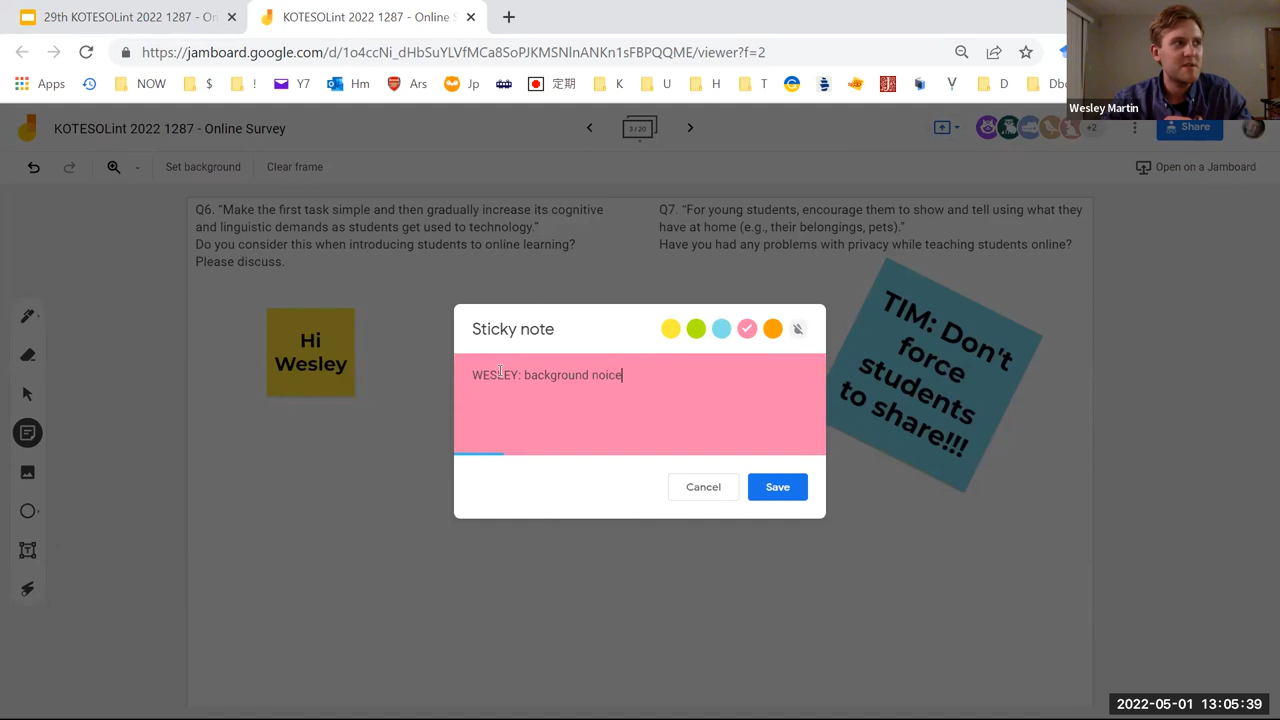 29th KOTESOLint 2022 1287 - On
KOTESOLint 2022 1287 - Online S
https://jamboard.google.com/d/1o4ccNi_dHbSuYLVfMCa8SoPJKMSNlnANKn1sFBPQQME/viewer?f=2
Apps NOW $ ! Y7 Hm Ars Jp 定期 K U H T D Dbo
Wesley Martin
KOTESOLint 2022 1287 - Online Survey
3/20
+2
Share
Set background
Clear frame
Open on a Jamboard
Q6. “Make the first task simple and then gradually increase its cognitive
and linguistic demands as students get used to technology.”
Do you consider this when introducing students to online learning?
Please discuss.
Q7. “For young students, encourage them to show and tell using what they
have at home (e.g., their belongings, pets).”
Have you had any problems with privacy while teaching students online?
Hi
Wesley
Sticky note
WESLEY: background noice
Cancel
Save
TIM: Don't
force
students
to share!!!
2022-05-01 13:05:39